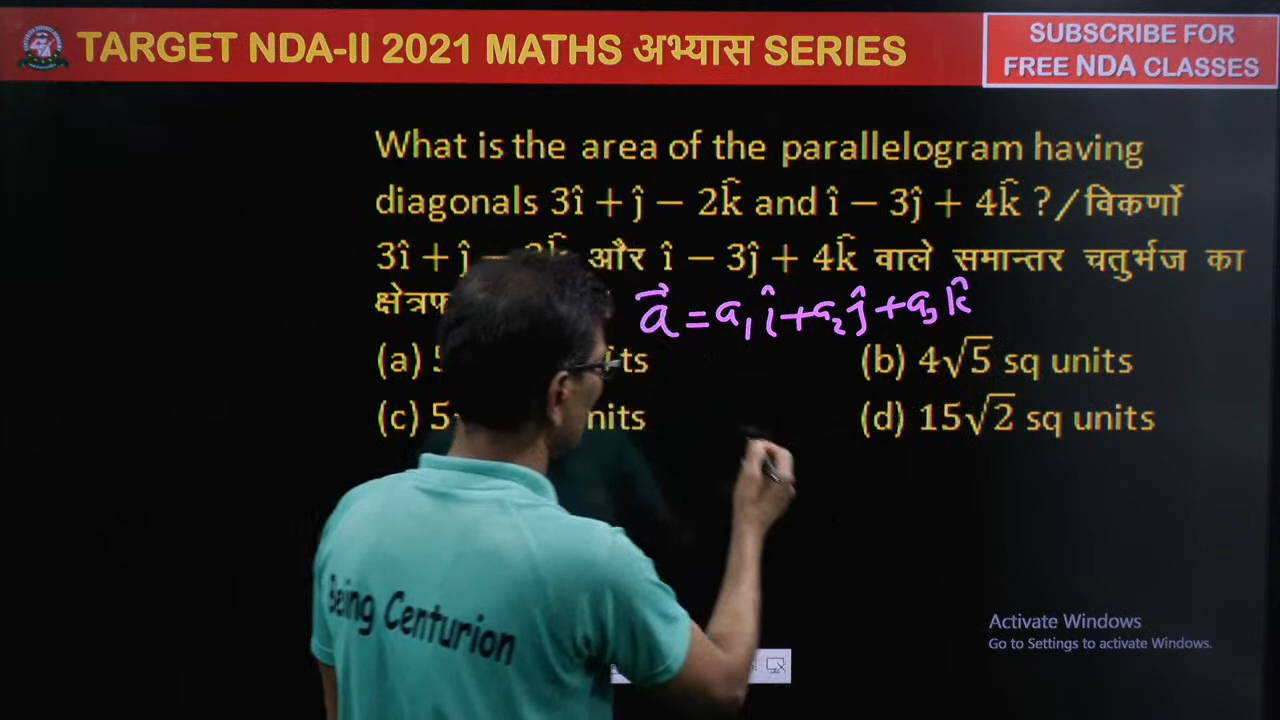 TARGET NDA-II 2021 MATHS अभ्यास SERIES
SUBSCRIBE FOR
FREE NDA CLASSES
What is the area of the parallelogram having
diagonals 3î + ĵ − 2k̂ and î − 3ĵ + 4k̂ ?/विकर्णो
3î + ĵ और î − 3ĵ + 4k̂ वाले समान्तर चतुर्भज का
a⃗ = a₁î + a₂ĵ + a₃k̂
(a)
(b) 4√5 sq units
(c) 5
(d) 15√2 sq units
Being Centurion
Activate Windows
Go to Settings to activate Windows.